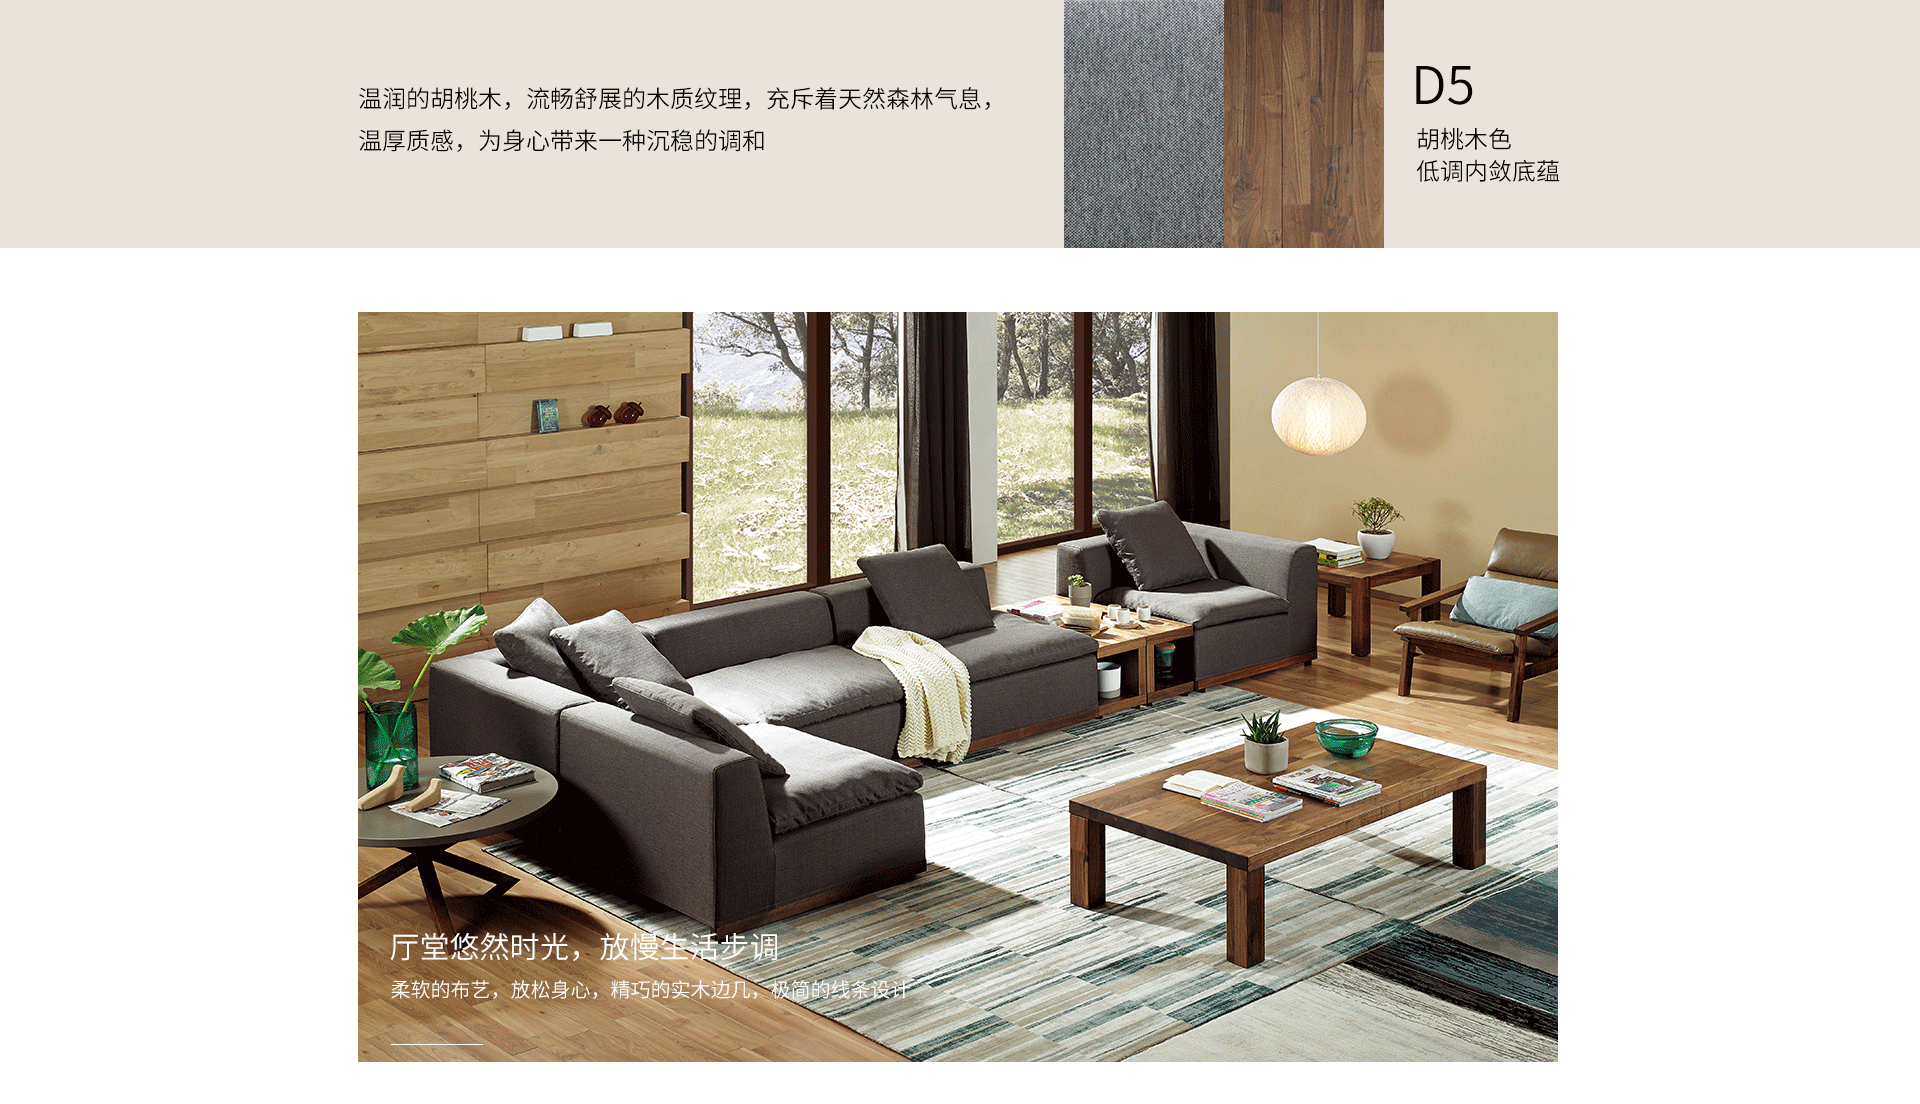 温润的胡桃木，流畅舒展的木质纹理，充斥着天然森林气息，
温厚质感，为身心带来一种沉稳的调和
D5
胡桃木色
低调内敛底蕴
厅堂悠然时光，放慢生活步调
柔软的布艺，放松身心，精巧的实木边几，极简的线条设计